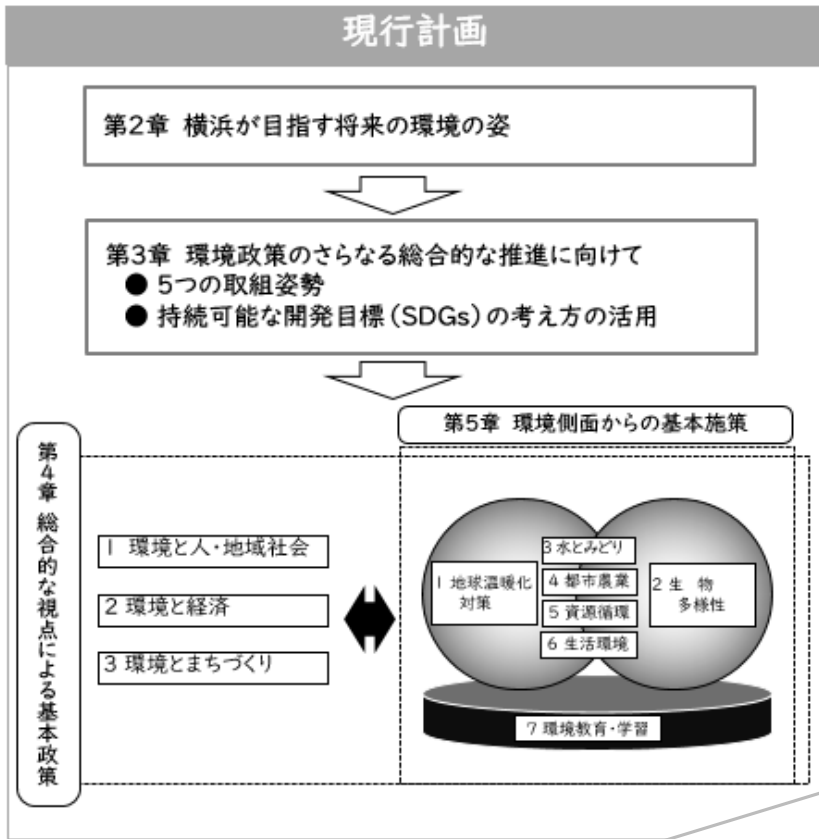 現行計画
第2章 横浜が目指す将来の環境の姿
第3章 環境政策のさらなる総合的な推進に向けて
● 5つの取組姿勢
● 持続可能な開発目標(SDGs)の考え方の活用
第4章 総合的な視点による基本政策
1 環境と人・地域社会
2 環境と経済
3 環境とまちづくり
第5章 環境側面からの基本施策
1 地球温暖化
対策
2 生 物
多様性
3 水とみどり
4 都市農業
5 資源循環
6 生活環境
7 環境教育・学習